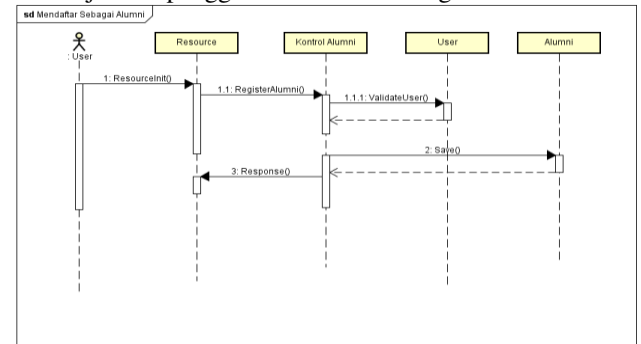 sd Mendaftar Sebagai Alumni
: User
Resource
Kontrol Alumni
User
Alumni
1: ResourceInit()
1.1: RegisterAlumni()
1.1.1: ValidateUser()
2: Save()
3: Response()